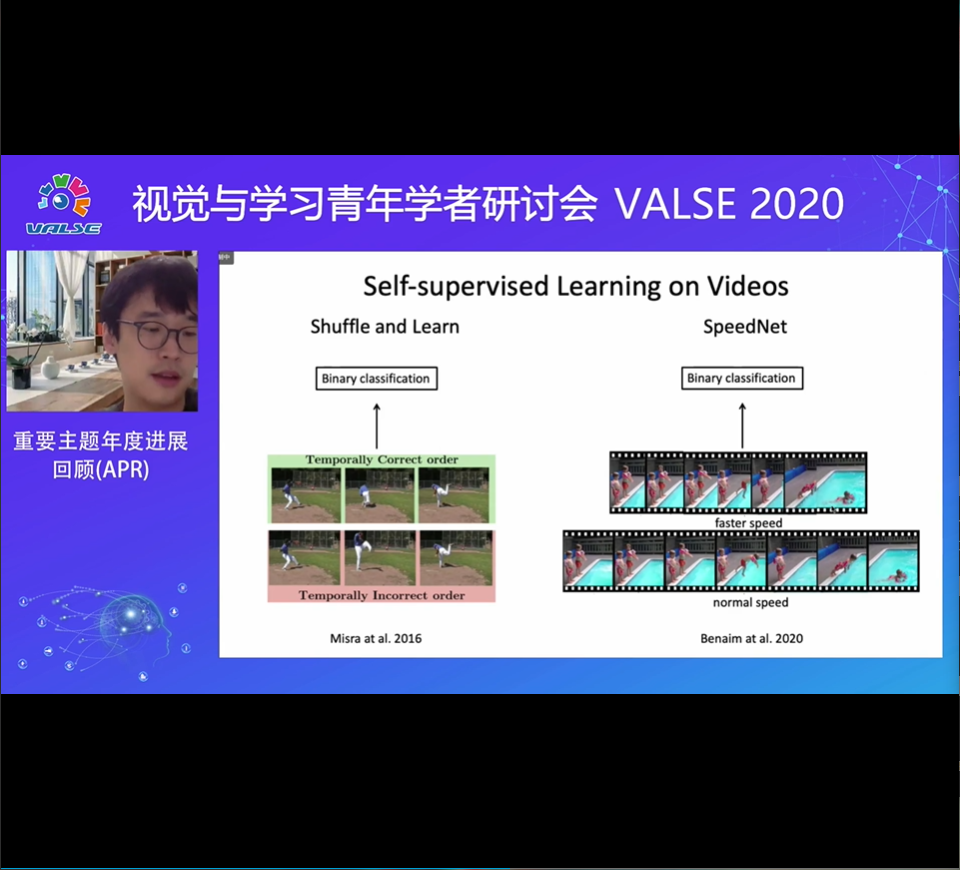 VALSE
视觉与学习青年学者研讨会 VALSE 2020
Self-supervised Learning on Videos
Shuffle and Learn
SpeedNet
Binary classification
Binary classification
Temporally Correct order
faster speed
Temporally Incorrect order
normal speed
Misra at al. 2016
Benaim at al. 2020
重要主题年度进展
回顾(APR)